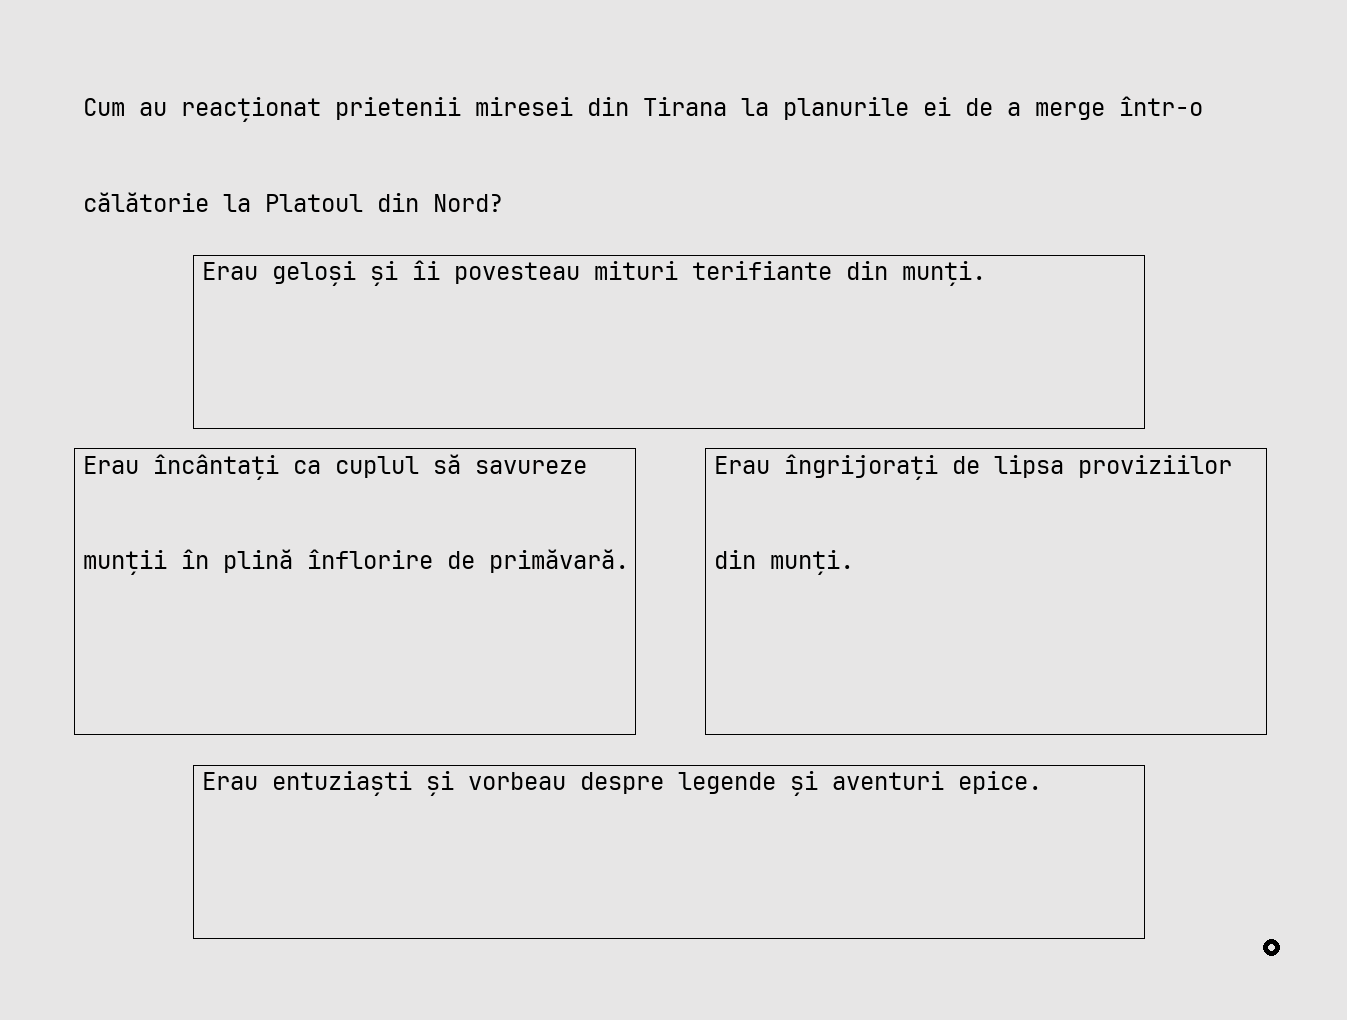 Cum au reacționat prietenii miresei din Tirana la planurile ei de a merge într-o
călătorie la Platoul din Nord?
Erau geloși și îi povesteau mituri terifiante din munți.
Erau încântați ca cuplul să savureze
munții în plină înflorire de primăvară.
Erau îngrijorați de lipsa proviziilor
din munți.
Erau entuziaști și vorbeau despre legende și aventuri epice.